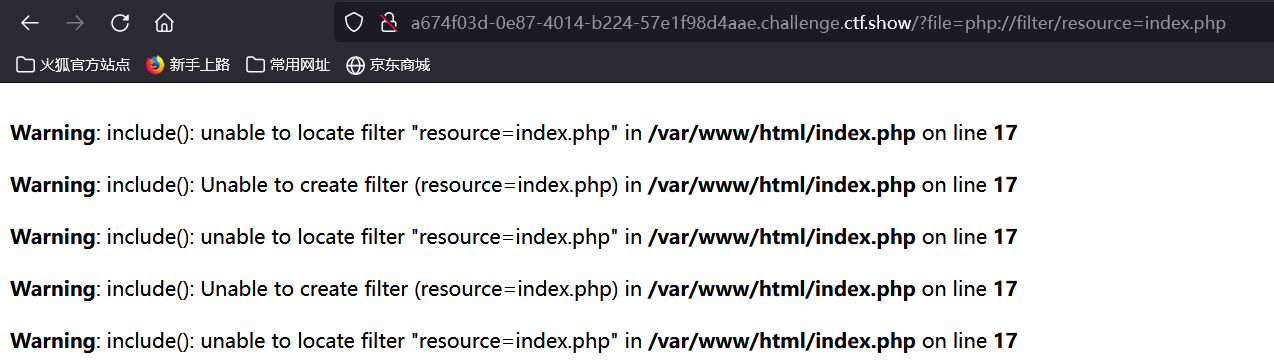 a674f03d-0e87-4014-b224-57e1f98d4aae.challenge.ctf.show/?file=php://filter/resource=index.php
火狐官方站点 新手上路 常用网址 京东商城
Warning: include(): unable to locate filter "resource=index.php" in /var/www/html/index.php on line 17
Warning: include(): Unable to create filter (resource=index.php) in /var/www/html/index.php on line 17
Warning: include(): unable to locate filter "resource=index.php" in /var/www/html/index.php on line 17
Warning: include(): Unable to create filter (resource=index.php) in /var/www/html/index.php on line 17
Warning: include(): unable to locate filter "resource=index.php" in /var/www/html/index.php on line 17